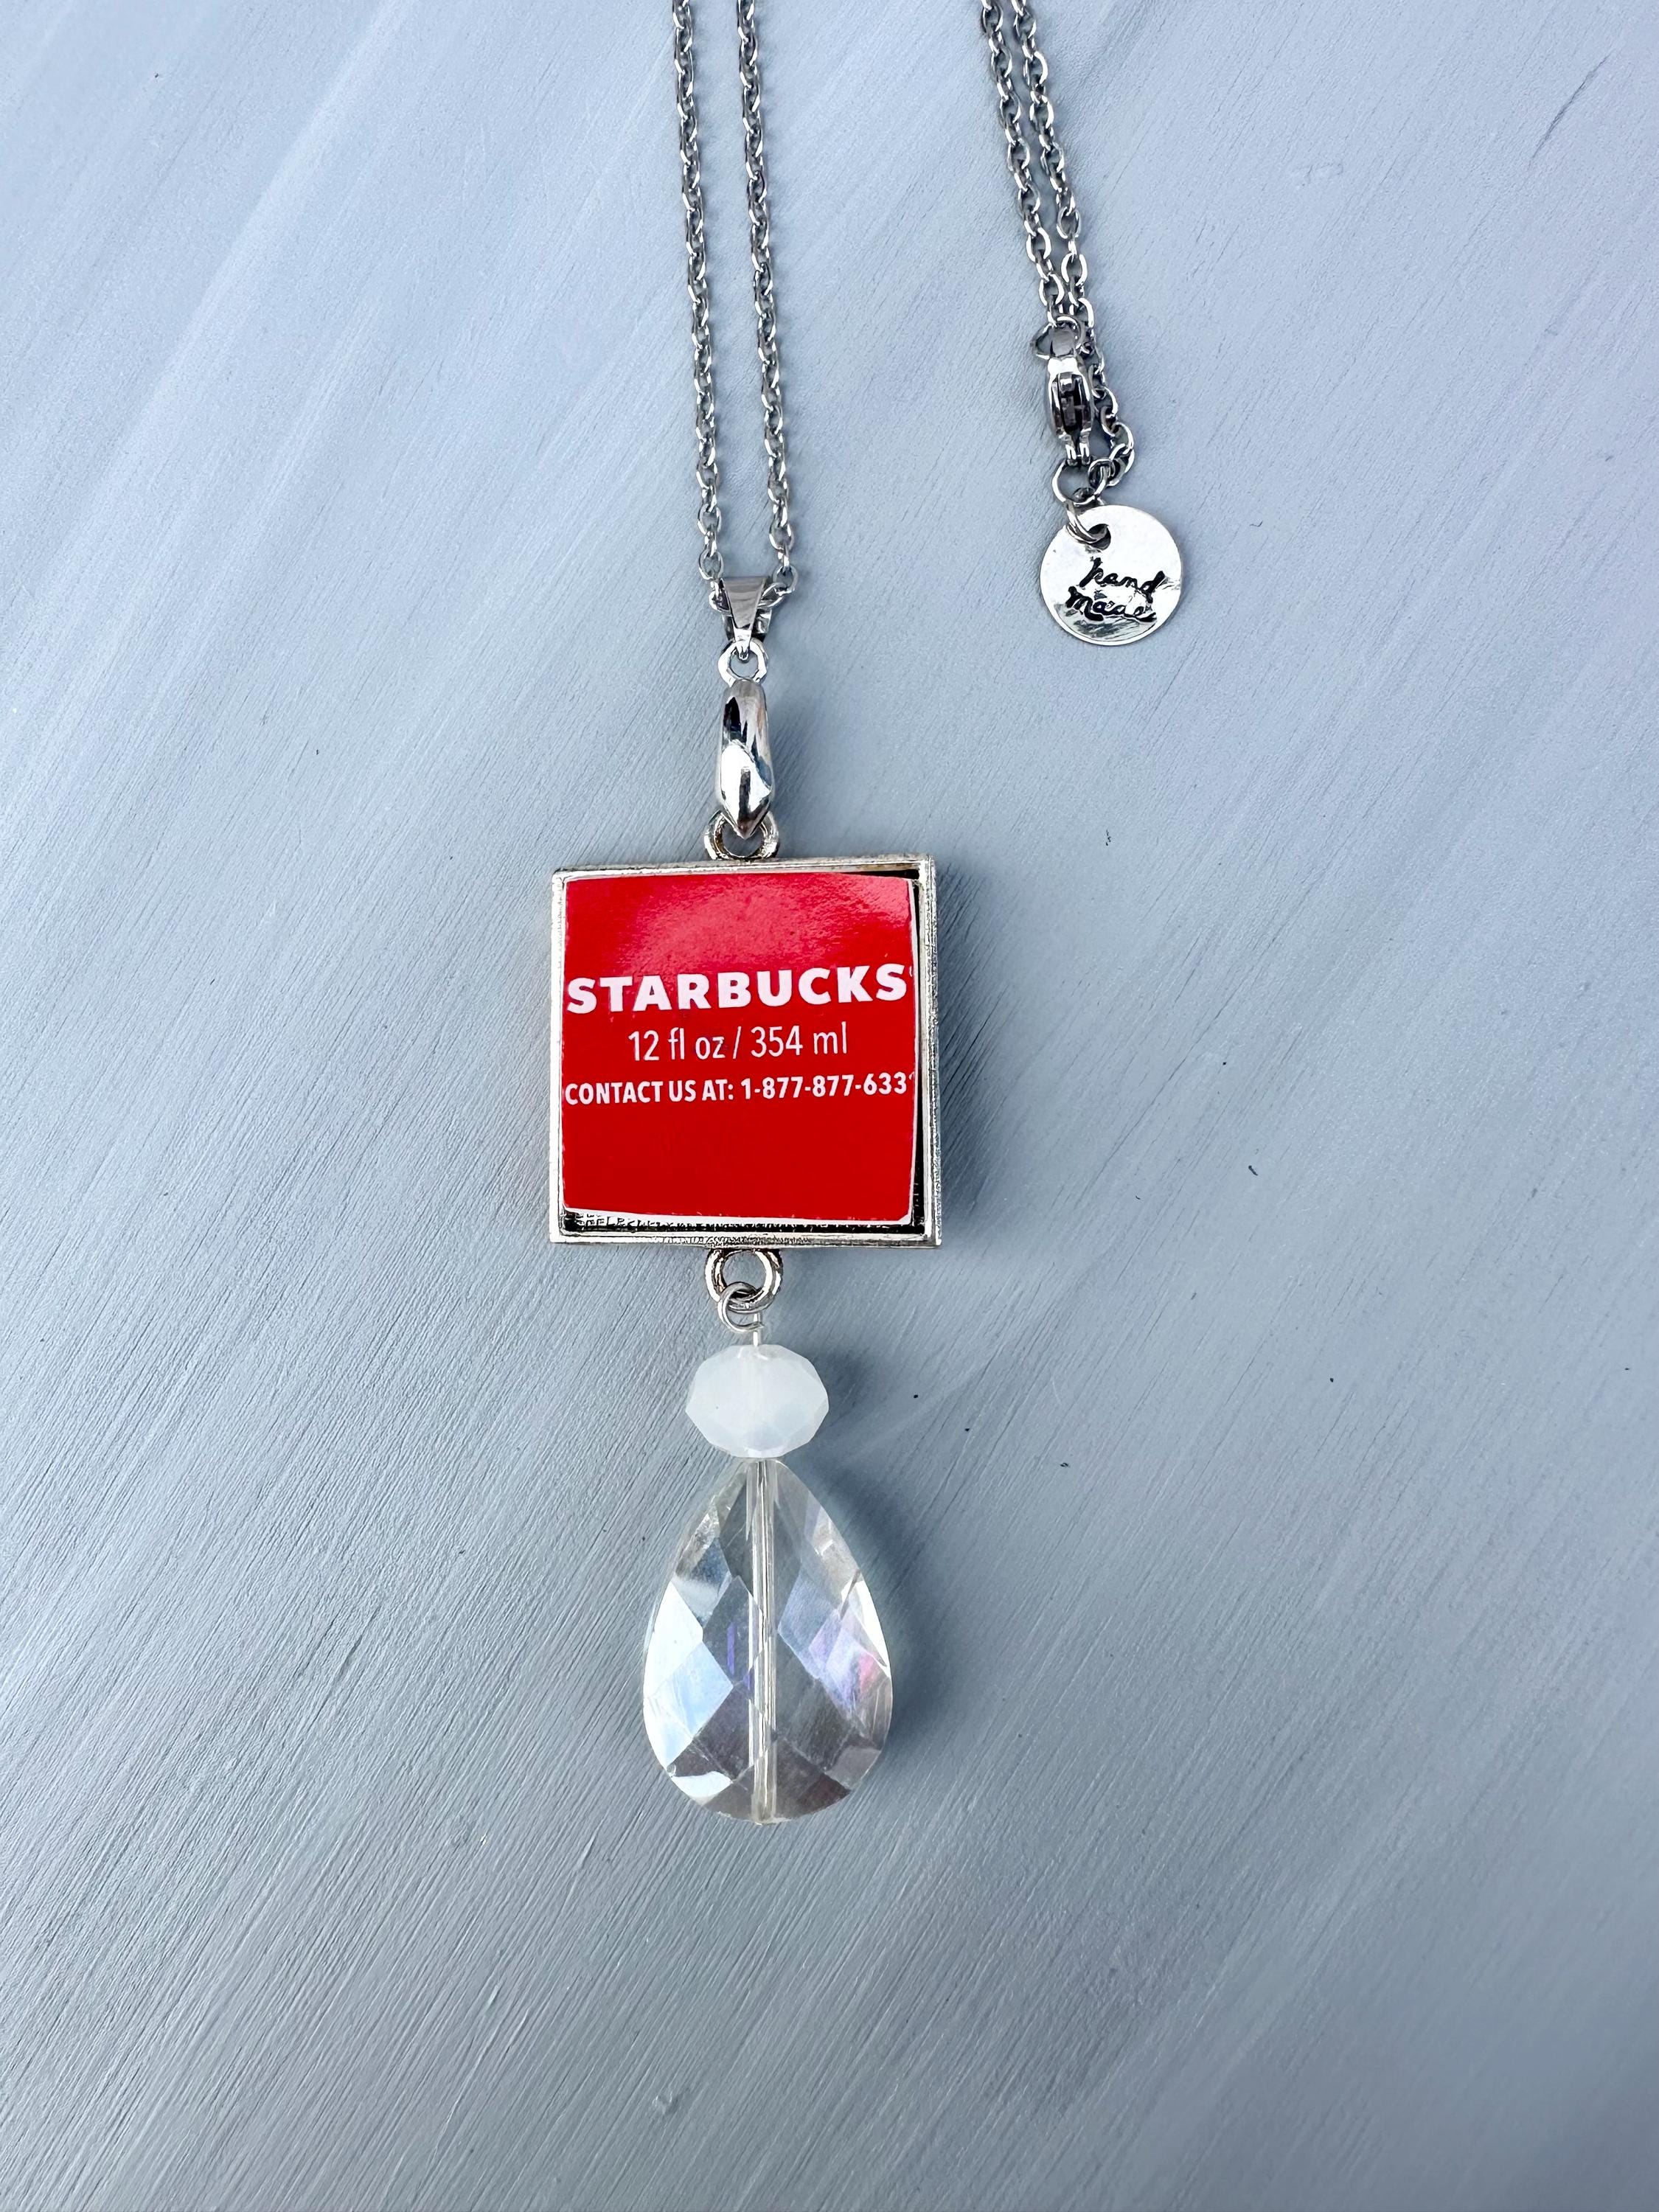 hand
made
STARBUCKS
12 fl oz / 354 ml
CONTACT US AT: 1-877-877-633